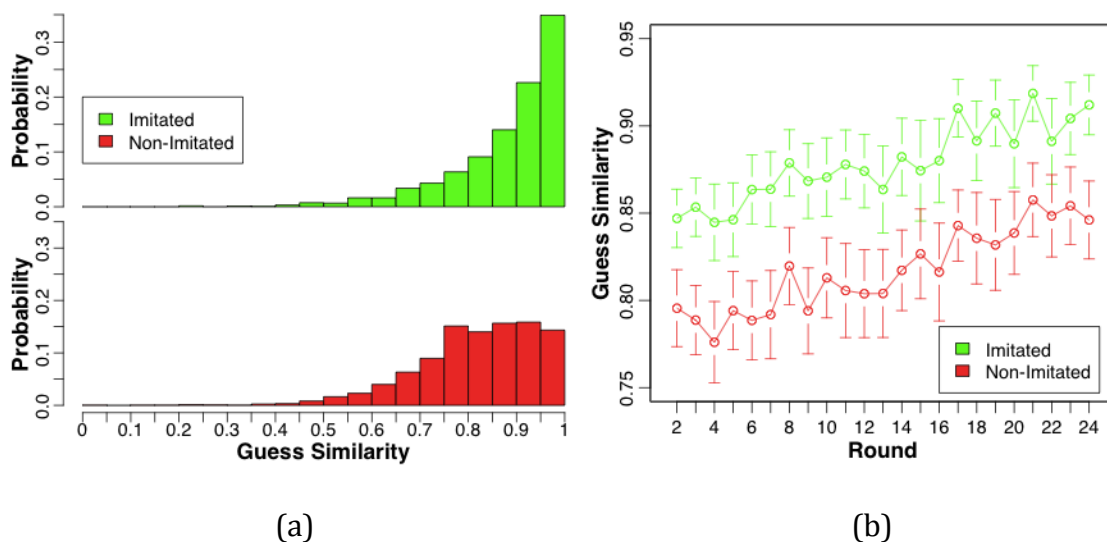 Probability
0.0
0.1
0.2
0.3
Imitated
Non-Imitated
Probability
0.0
0.1
0.2
0.3
0 0.1 0.2 0.3 0.4 0.5 0.6 0.7 0.8 0.9 1
Guess Similarity
(a)
Guess Similarity
0.75
0.80
0.85
0.90
0.95
Imitated
Non-Imitated
2 4 6 8 10 12 14 16 18 20 22 24
Round
(b)